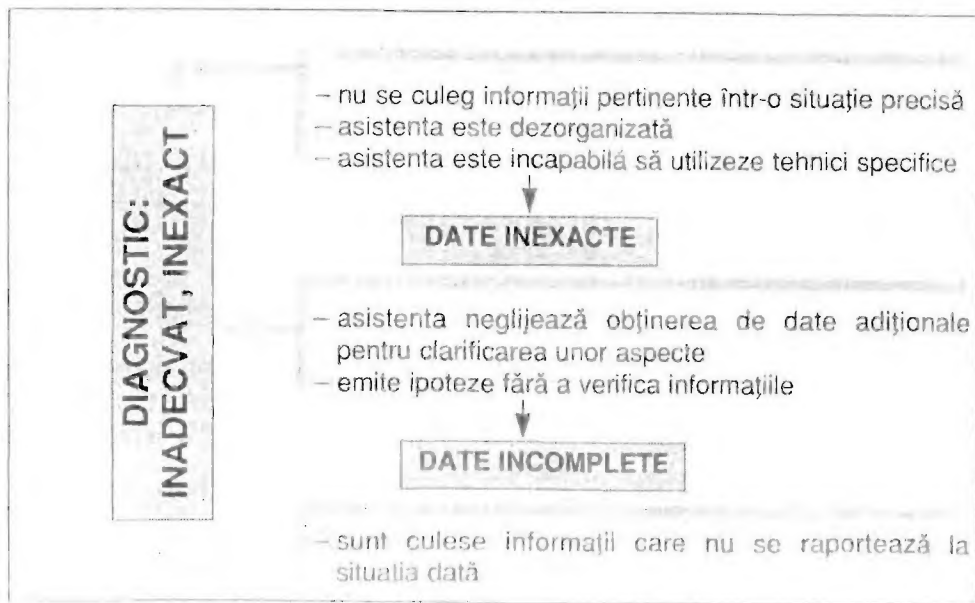 DIAGNOSTIC:
INADECVAT, INEXACT
– nu se culeg informații pertinente într-o situație precisă
– asistenta este dezorganizată
– asistenta este incapabilă să utilizeze tehnici specifice
DATE INEXACTE
– asistenta neglijează obținerea de date adiționale
pentru clarificarea unor aspecte
– emite ipoteze fără a verifica informațiile
DATE INCOMPLETE
– sunt culese informații care nu se raportează la
situația dată